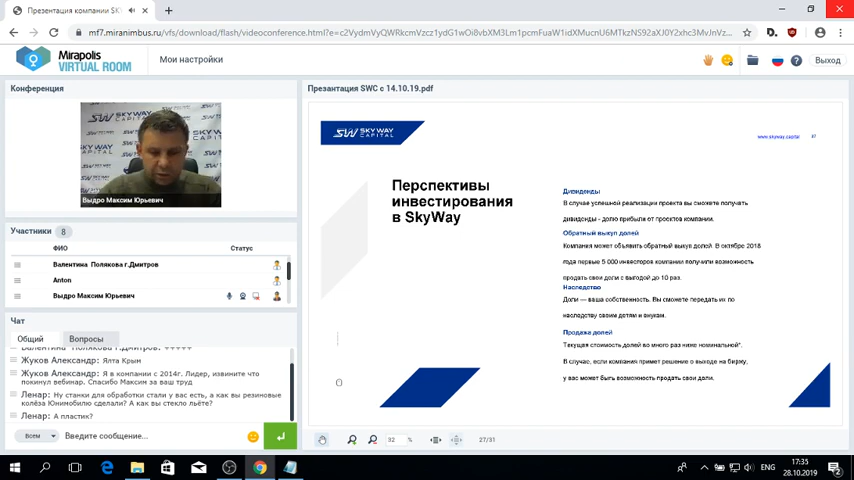 Презентация компании SK
mf7.miranimbus.ru/vfs/download/flash/videoconference.html?e=
Mirapolis
VIRTUAL ROOM
Мои настройки
Выход
Конференция
SKYWAY
CAPITAL
Выдро Максим Юрьевич
Участники 8
ФИО Статус
Валентина Полякова г.Дмитров
Anton
Выдро Максим Юрьевич
Чат
Общий Вопросы
Жуков Александр: Ялта Крым
Жуков Александр: Я в компании с 2014г. Лидер, извините что
покинул вебинар. Спасибо Максим за ваш труд
Ленар: Ну станки для обработки стали у вас есть, а как вы резиновые
колёза Юнимобилю сделали? А как вы стекло льёте?
Ленар: А пластик?
Всем Введите сообщение...
Презантация SWC с 14.10.19.pdf
SW SKYWAY
CAPITAL
www.skyway.capital
Перспективы
инвестирования
в SkyWay
Дивиденды
В случае успешной реализации проекта вы сможете получать
дивиденды - долю прибыли от проектов компании.
Обратный выкуп долей
Компания может объявить обратный выкуп долей. В октябре 2018
года первые 5 000 инвесторов компании получили возможность
продать свои доли с выгодой до 10 раз.
Наследство
Доли — ваша собственность. Вы сможете передать их по
наследству своим детям и внукам.
Продажа долей
Текущая стоимость долей во много раз ниже номинальной*.
В случае, если компания примет решение о выходе на биржу,
у вас может быть возможность продать свои доли.
32 % 27/31
ENG
17:35
28.10.2019
2